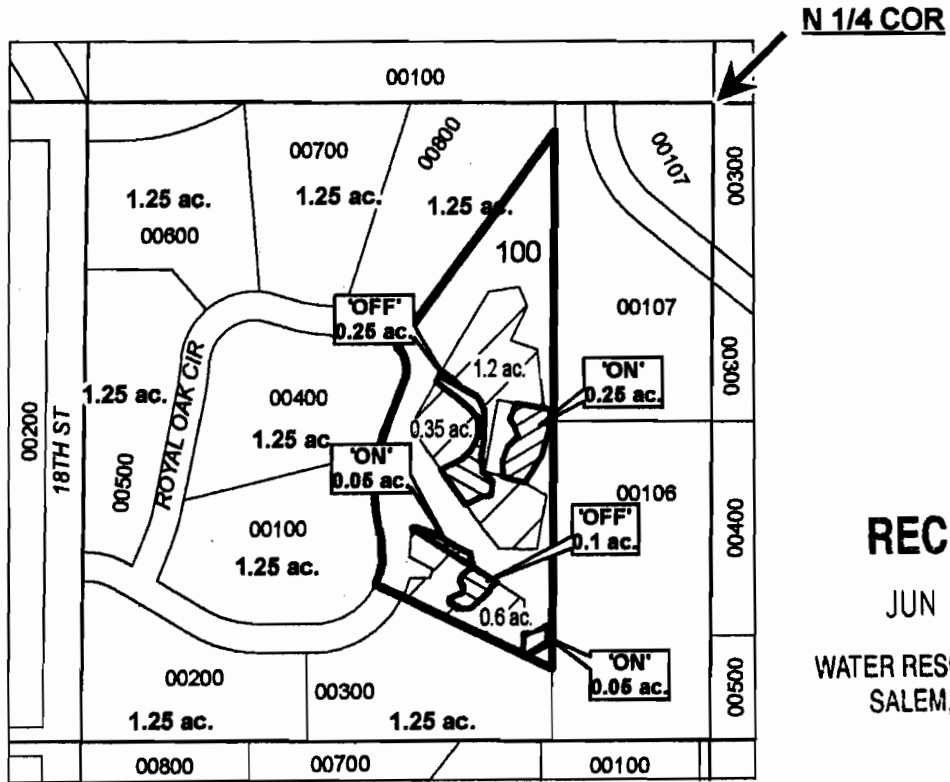 N 1/4 COR
00100
00700
00800
00107
00300
1.25 ac.
1.25 ac.
1.25 ac.
00600
100
'OFF'
0.25 ac.
00107
1.2 ac.
00300
'ON'
0.25 ac.
1.25 ac.
00400
0.35 ac.
1.25 ac.
00200
18TH ST
ROYAL OAK CIR
00500
'ON'
0.05 ac.
00106
00400
'OFF'
0.1 ac.
00100
1.25 ac.
REC
JUN
0.6 ac.
WATER RES
SALEM,
'ON'
0.05 ac.
00200
00300
00500
1.25 ac.
1.25 ac.
00800
00700
00100